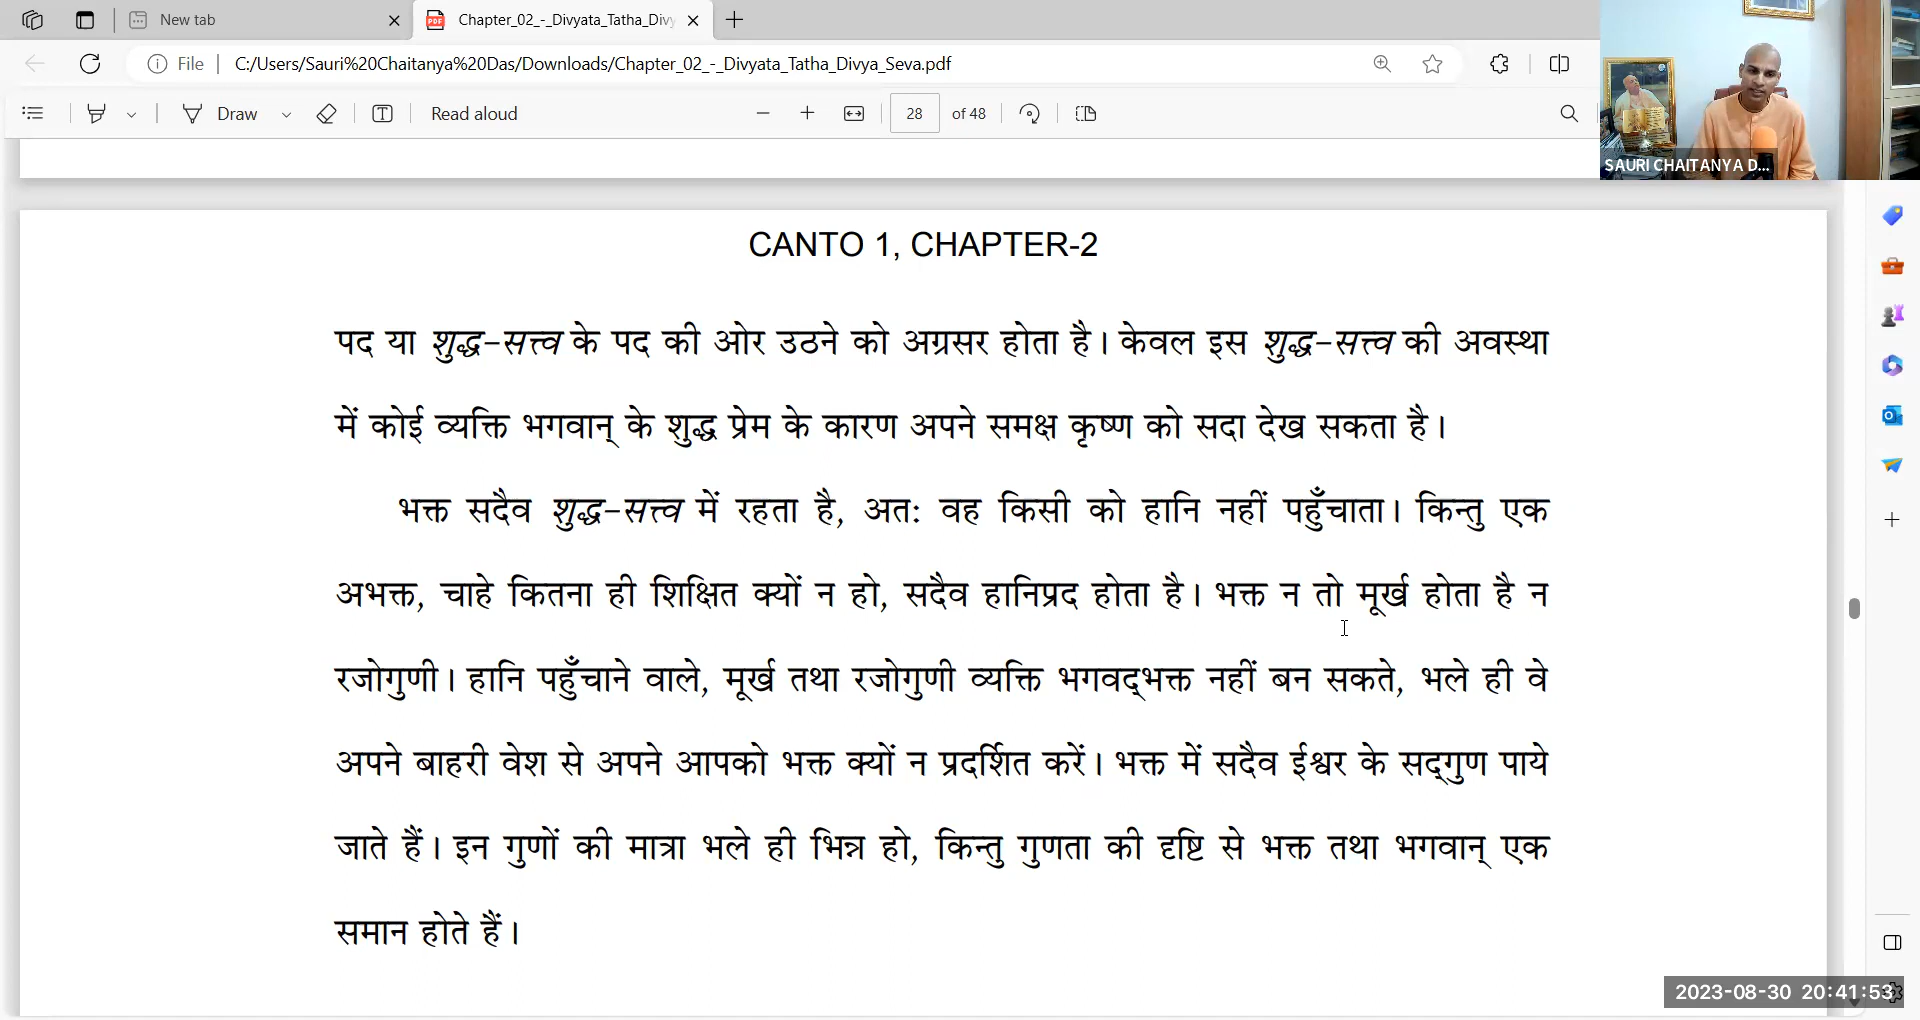 New tab
Chapter_02_-_Divyata_Tatha_Div
File
C:/Users/Sauri%20Chaitanya%20Das/Downloads/Chapter_02_-_Divyata_Tatha_Divya_Seva.pdf
Draw
Read aloud
28 of 48
SAURI CHAITANYA D...
CANTO 1, CHAPTER-2
पद या शुद्ध-सत्त्व के पद की ओर उठने को अग्रसर होता है। केवल इस शुद्ध-सत्त्व की अवस्था
में कोई व्यक्ति भगवान् के शुद्ध प्रेम के कारण अपने समक्ष कृष्ण को सदा देख सकता है।
भक्त सदैव शुद्ध-सत्त्व में रहता है, अतः वह किसी को हानि नहीं पहुँचाता। किन्तु एक
अभक्त, चाहे कितना ही शिक्षित क्यों न हो, सदैव हानिप्रद होता है। भक्त न तो मूर्ख होता है न
रजोगुणी। हानि पहुँचाने वाले, मूर्ख तथा रजोगुणी व्यक्ति भगवद्भक्त नहीं बन सकते, भले ही वे
अपने बाहरी वेश से अपने आपको भक्त क्यों न प्रदर्शित करें। भक्त में सदैव ईश्वर के सद्गुण पाये
जाते हैं। इन गुणों की मात्रा भले ही भिन्न हो, किन्तु गुणता की दृष्टि से भक्त तथा भगवान् एक
समान होते हैं।
2023-08-30 20:41:53